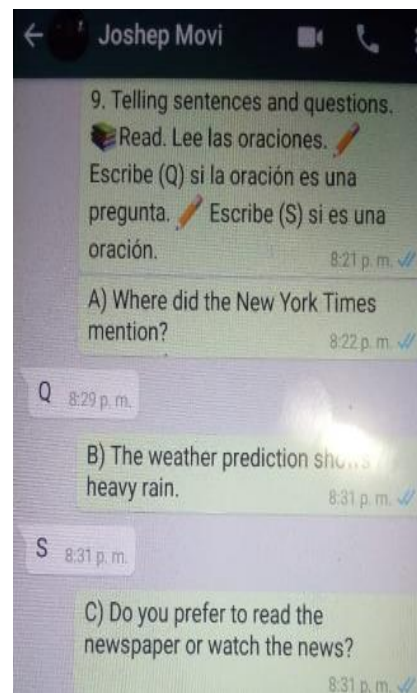 Joshep Movi
9. Telling sentences and questions.
📚Read. Lee las oraciones. ✏️
Escribe (Q) si la oración es una
pregunta. ✏️ Escribe (S) si es una
oración.
8:21 p. m.
A) Where did the New York Times
mention?
8:22 p. m.
Q 8:29 p. m.
B) The weather prediction shows
heavy rain.
8:31 p. m.
S 8:31 p. m.
C) Do you prefer to read the
newspaper or watch the news?
8:31 p. m.